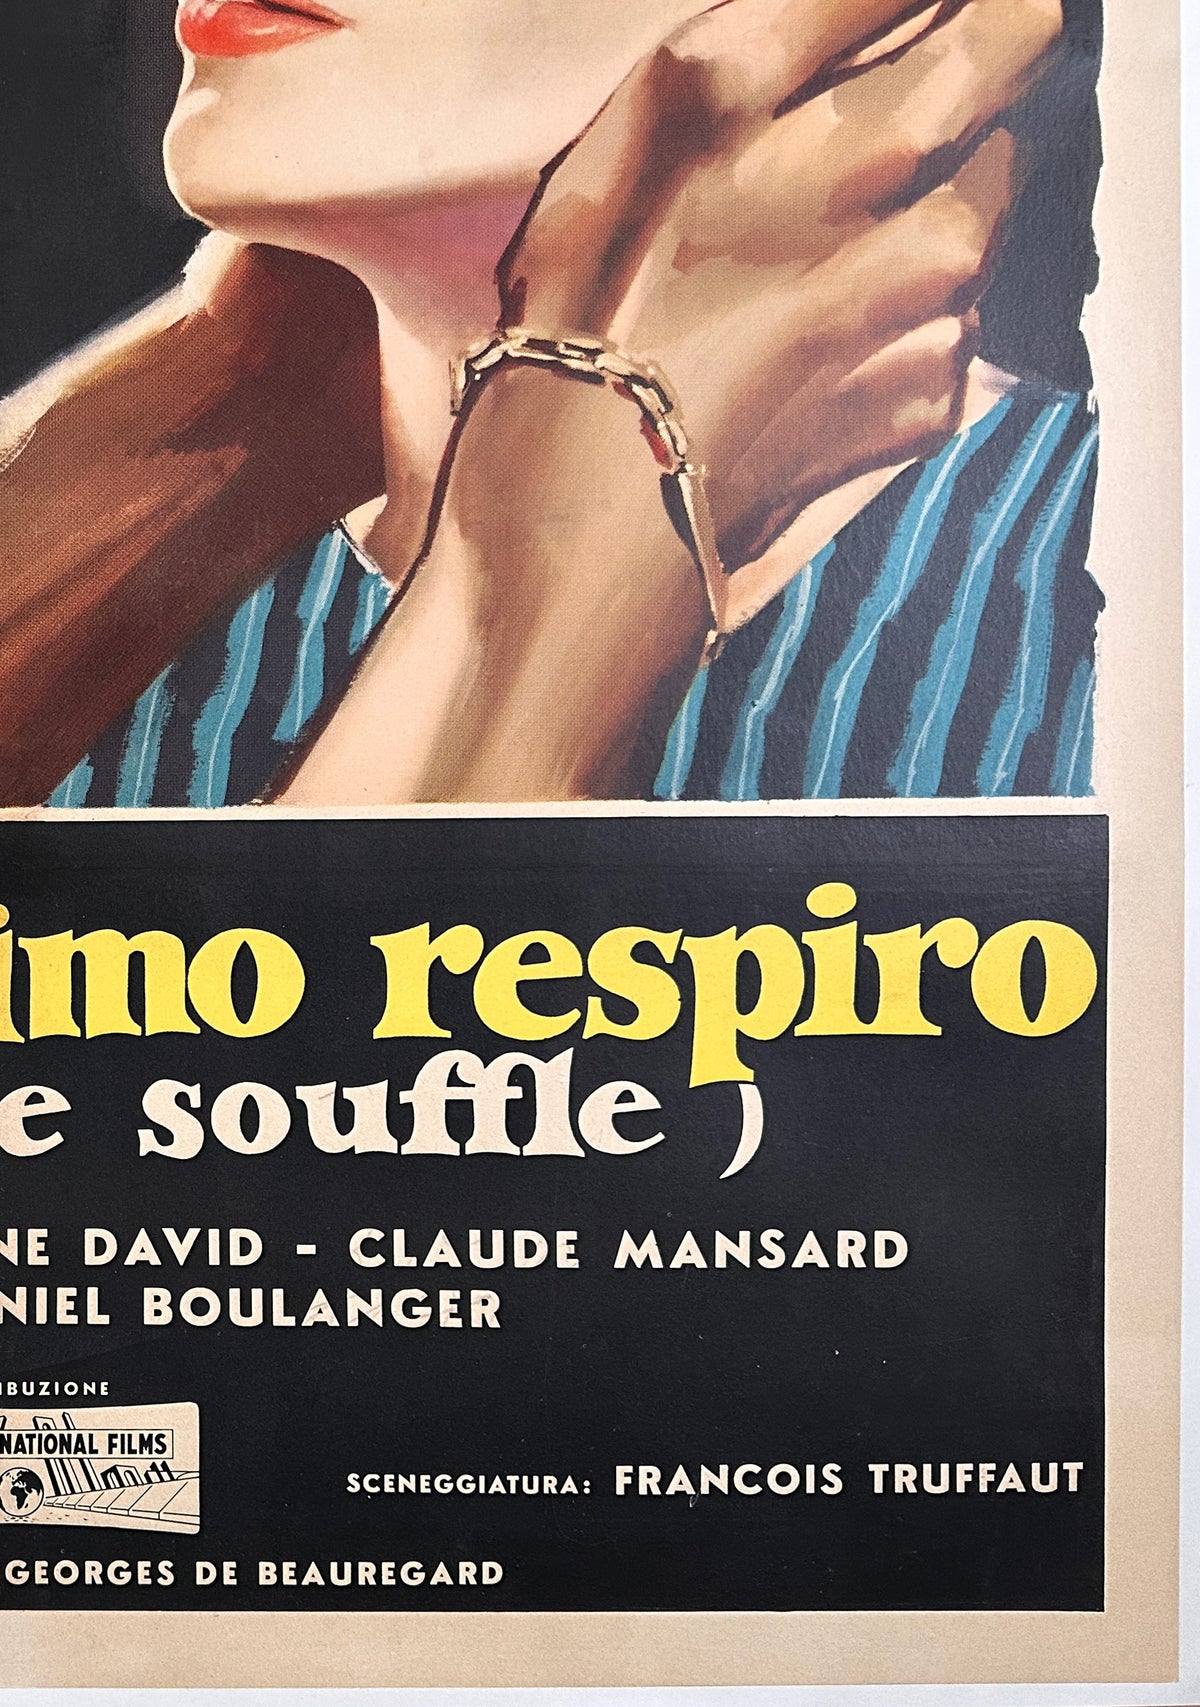 imo respiro
e souffle )
NE DAVID - CLAUDE MANSARD
NIEL BOULANGER
IBUZIONE
NATIONAL FILMS
SCENEGGIATURA: FRANCOIS TRUFFAUT
GEORGES DE BEAUREGARD